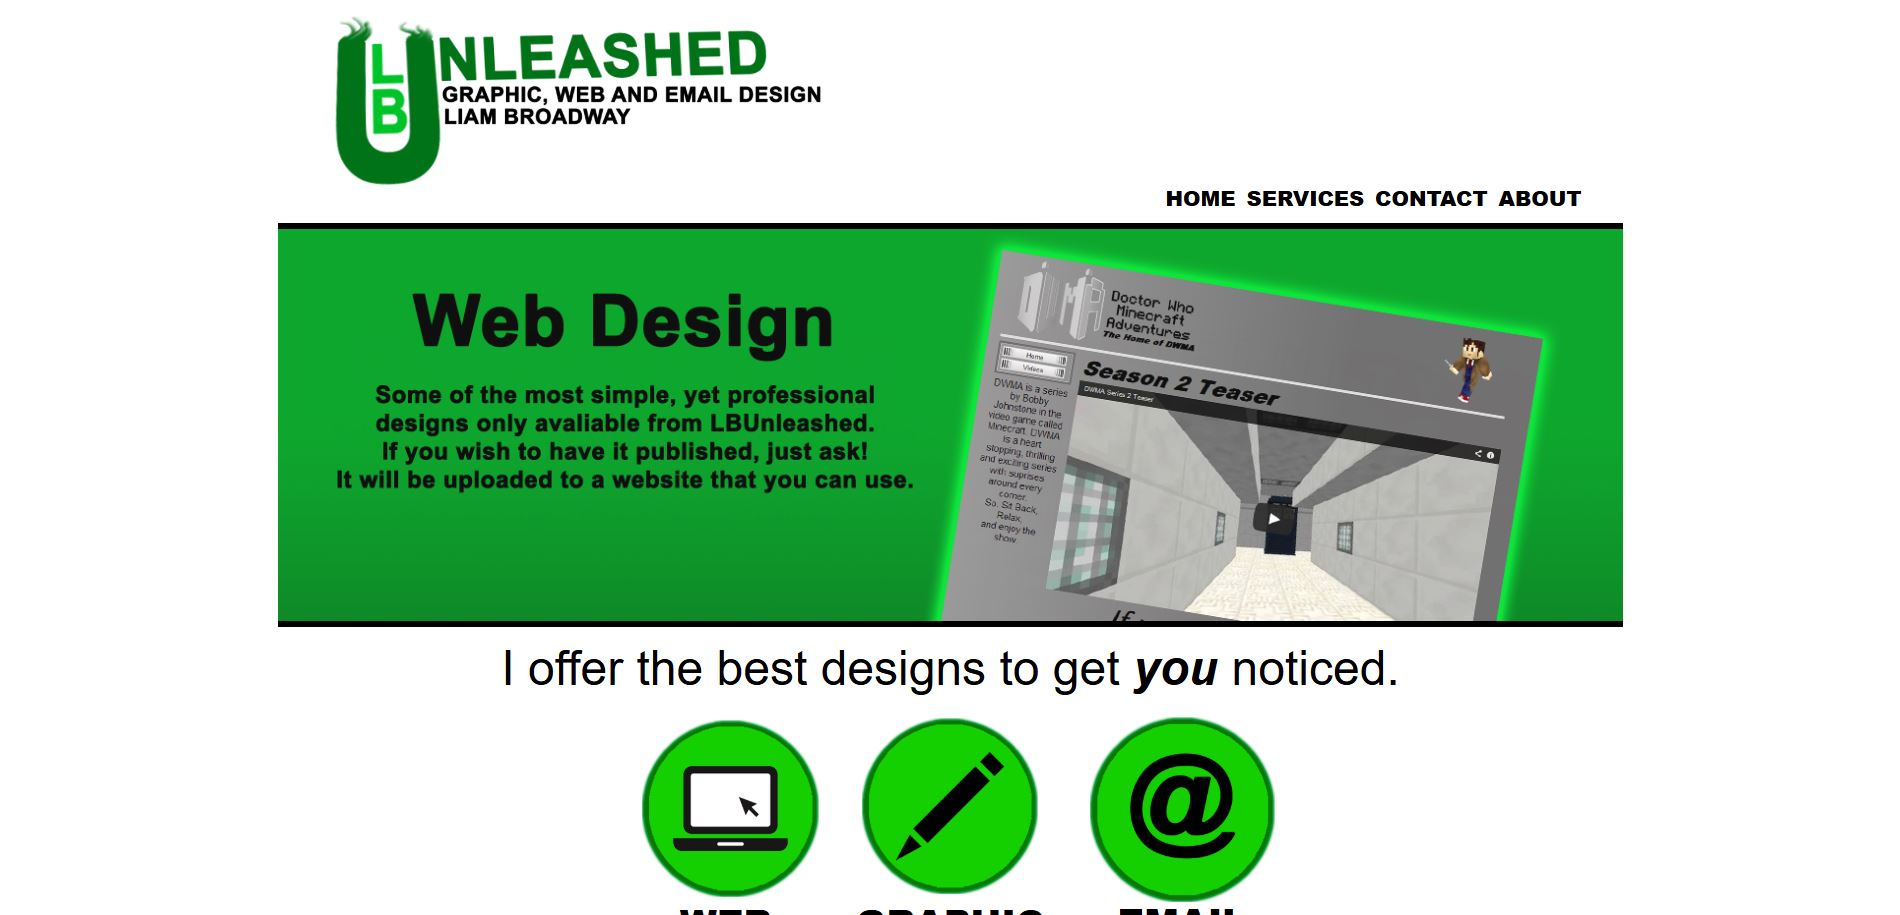 UNLEASHED
LB
GRAPHIC, WEB AND EMAIL DESIGN
LIAM BROADWAY
HOME SERVICES CONTACT ABOUT
Web Design
Some of the most simple, yet professional
designs only avaliable from LBUnleashed.
If you wish to have it published, just ask!
It will be uploaded to a website that you can use.
DMA
Doctor Who
Minecraft
Adventures
The Home of DWMA
Home
Videos
DWMA is a series
by Bobby
Johnstone in the
video game called
Minecraft. DWMA
is a heart
stopping, thrilling
and exciting series
with suprises
around every
corner.
So, Sit Back,
Relax,
and enjoy the
show.
Season 2 Teaser
DWMA Series 2 Teaser
If
I offer the best designs to get you noticed.
@
WEB GRAPHIC EMAIL